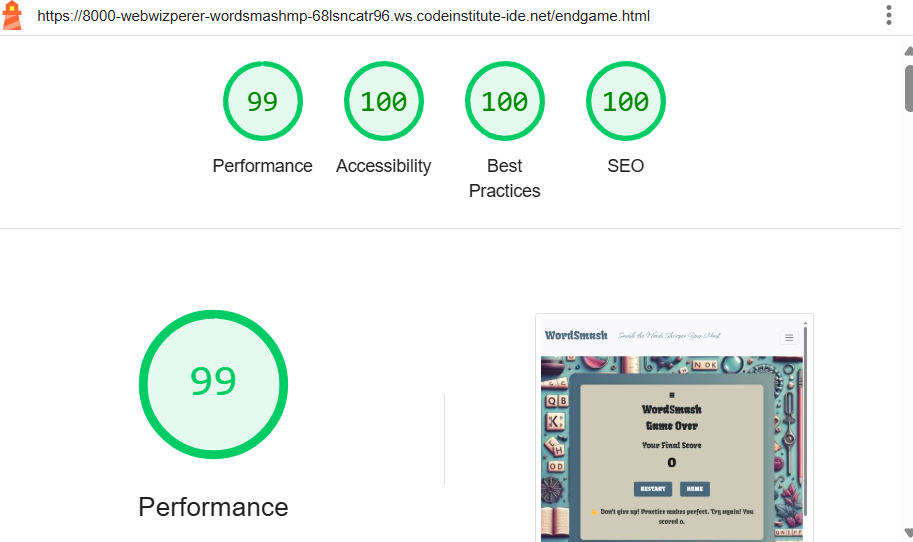 https://8000-webwizperer-wordsmashmp-68lsncatr96.ws.codeinstitute-ide.net/endgame.html
99
100
100
100
Performance
Accessibility
Best
Practices
SEO
99
Performance
WordSmash
Smash the Words, Sharpen Your Mind!
N OK
C C
Q B
K
F H
O D
WordSmash
Game Over
Your Final Score
0
RESTART
HOME
Don't give up! Practice makes perfect. Try again! You
scored 0.